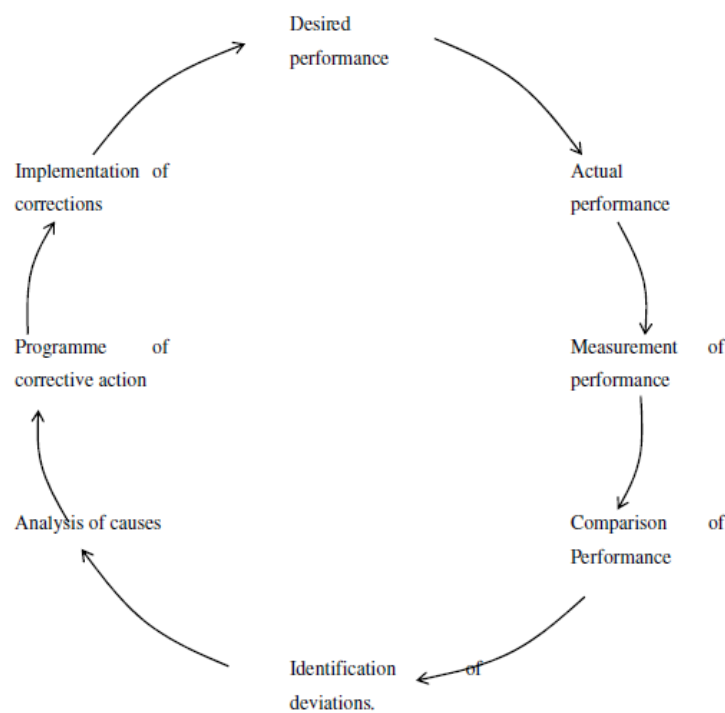 Desired
performance
Actual
performance
Measurement of
performance
Comparison of
Performance
Identification of
deviations.
Analysis of causes
Programme of
corrective action
Implementation of
corrections